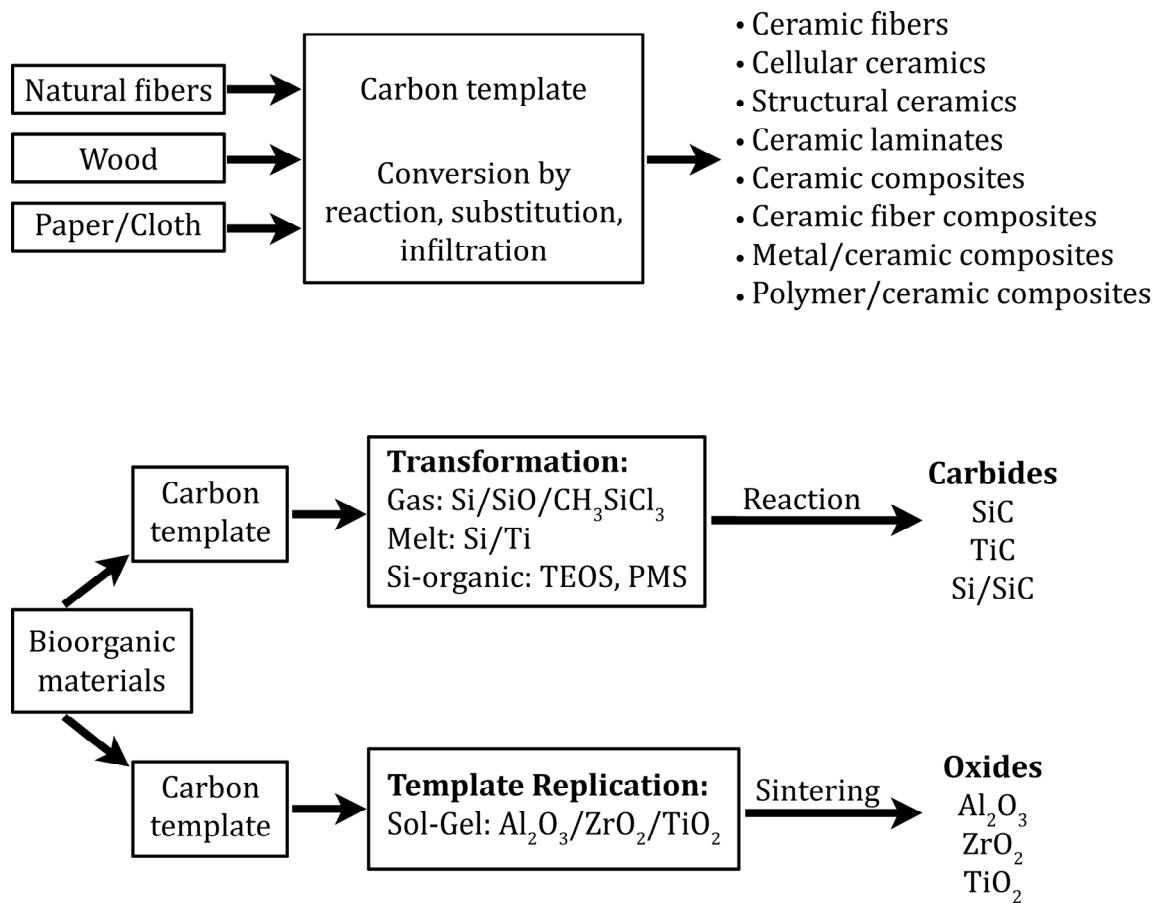 Natural fibers
Wood
Paper/Cloth
Carbon template
Conversion by
reaction, substitution,
infiltration
• Ceramic fibers
• Cellular ceramics
• Structural ceramics
• Ceramic laminates
• Ceramic composites
• Ceramic fiber composites
• Metal/ceramic composites
• Polymer/ceramic composites
Bioorganic
materials
Carbon
template
Transformation:
Gas: Si/SiO/CH₃SiCl₃
Melt: Si/Ti
Si-organic: TEOS, PMS
Reaction
Carbides
SiC
TiC
Si/SiC
Carbon
template
Template Replication:
Sol-Gel: Al₂O₃/ZrO₂/TiO₂
Sintering
Oxides
Al₂O₃
ZrO₂
TiO₂